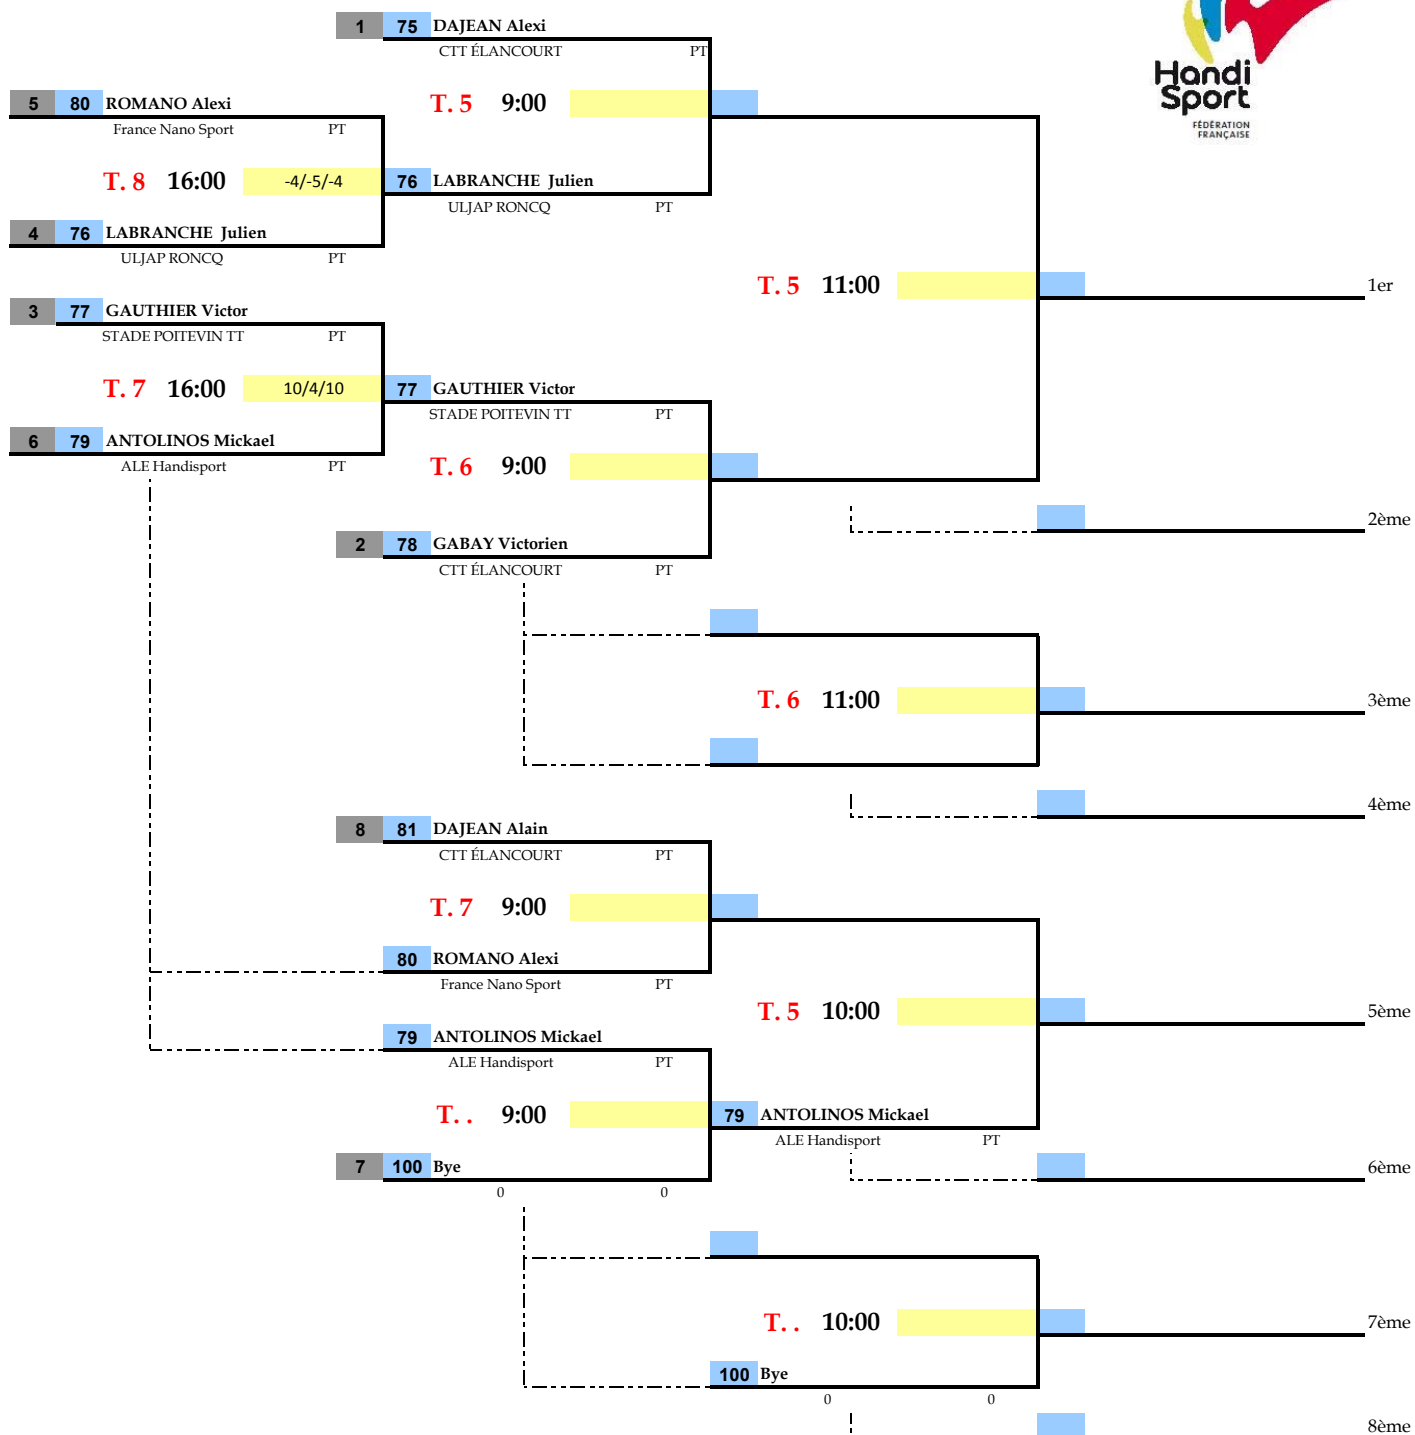 1 75 DAJEAN Alexi
CTT ÉLANCOURT PT
Handi
Sport
FÉDÉRATION
FRANÇAISE
5 80 ROMANO Alexi
T. 5 9:00
France Nano Sport PT
T. 8 16:00 -4/-5/-4
76 LABRANCHE Julien
ULJAP RONCQ PT
4 76 LABRANCHE Julien
ULJAP RONCQ PT
T. 5 11:00
1er
3 77 GAUTHIER Victor
STADE POITEVIN TT PT
T. 7 16:00 10/4/10
77 GAUTHIER Victor
STADE POITEVIN TT PT
6 79 ANTOLINOS Mickael
ALE Handisport PT
T. 6 9:00
2ème
2 78 GABAY Victorien
CTT ÉLANCOURT PT
T. 6 11:00
3ème
4ème
8 81 DAJEAN Alain
CTT ÉLANCOURT PT
T. 7 9:00
80 ROMANO Alexi
France Nano Sport PT
T. 5 10:00
5ème
79 ANTOLINOS Mickael
ALE Handisport PT
T. . 9:00
79 ANTOLINOS Mickael
ALE Handisport PT
7 100 Bye
0 0
6ème
T. . 10:00
7ème
100 Bye
0 0
8ème